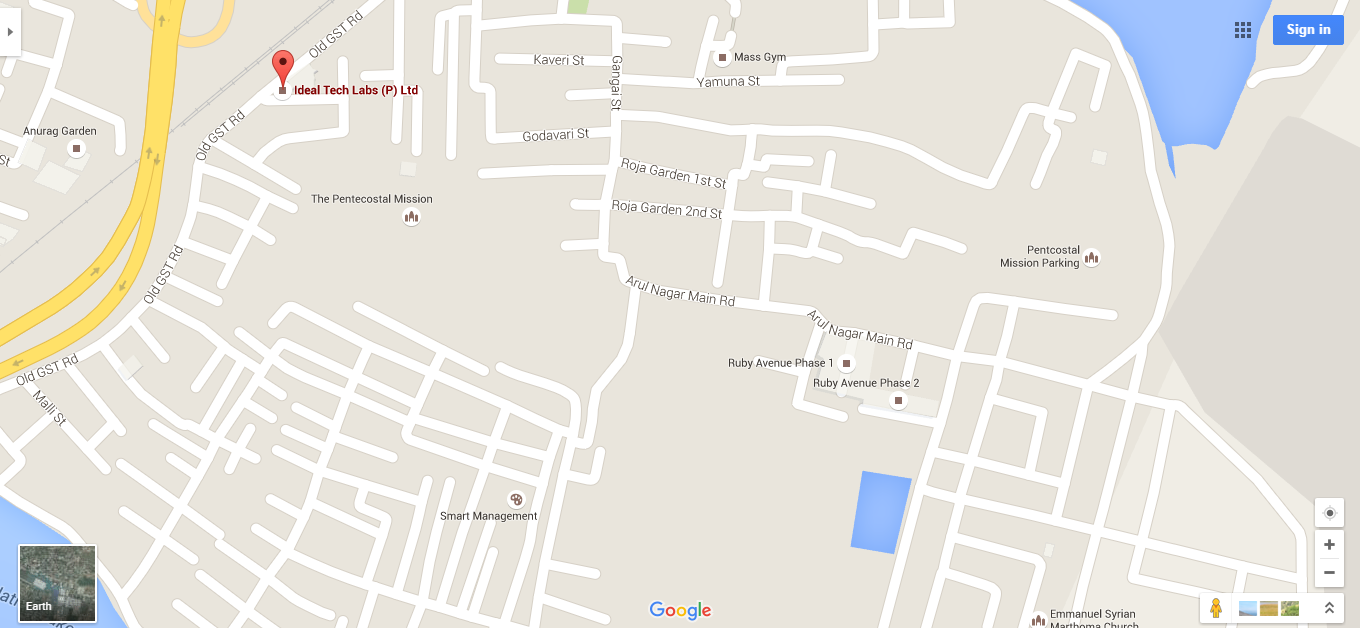 Old GST Rd
Sign in
Mass Gym
Kaveri St
Gangai St
Yamuna St
Ideal Tech Labs (P) Ltd
Anurag Garden
St
Old GST Rd
Godavari St
Roja Garden 1st St
The Pentecostal Mission
Roja Garden 2nd St
Pentcostal
Mission Parking
Old GST Rd
Arul Nagar Main Rd
Arul Nagar Main Rd
Ruby Avenue Phase 1
Old GST Rd
Ruby Avenue Phase 2
Malli St
Smart Management
Earth
Google
Emmanuel Syrian
Marthoma Church